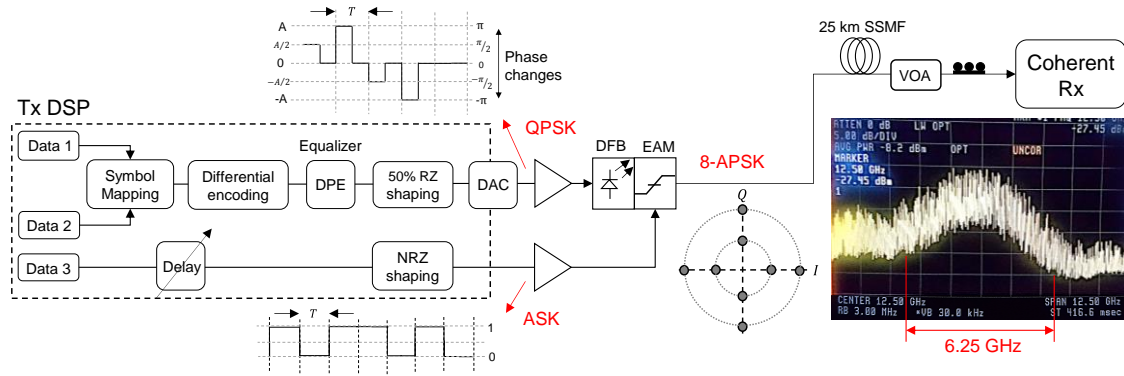 A
A/2
0
−A/2
-A
T
π
π/2
0
−π/2
-π
Phase
changes
25 km SSMF
VOA
Coherent
Rx
Tx DSP
QPSK
Data 1
Data 2
Data 3
Symbol
Mapping
Differential
encoding
Equalizer
DPE
50% RZ
shaping
DAC
DFB
EAM
8-APSK
Delay
NRZ
shaping
ASK
T
1
0
Q
I
ATTEN 0 dB
LW OPT
-27.45 dBm
5.00 dB/DIV
AVG PWR -8.2 dBm
OPT
UNCOR
MARKER
12.50 GHz
-27.45 dBm
1
CENTER 12.50 GHz
SPAN 12.50 GHz
RB 3.00 MHz
*VB 30.0 kHz
ST 416.6 msec
6.25 GHz